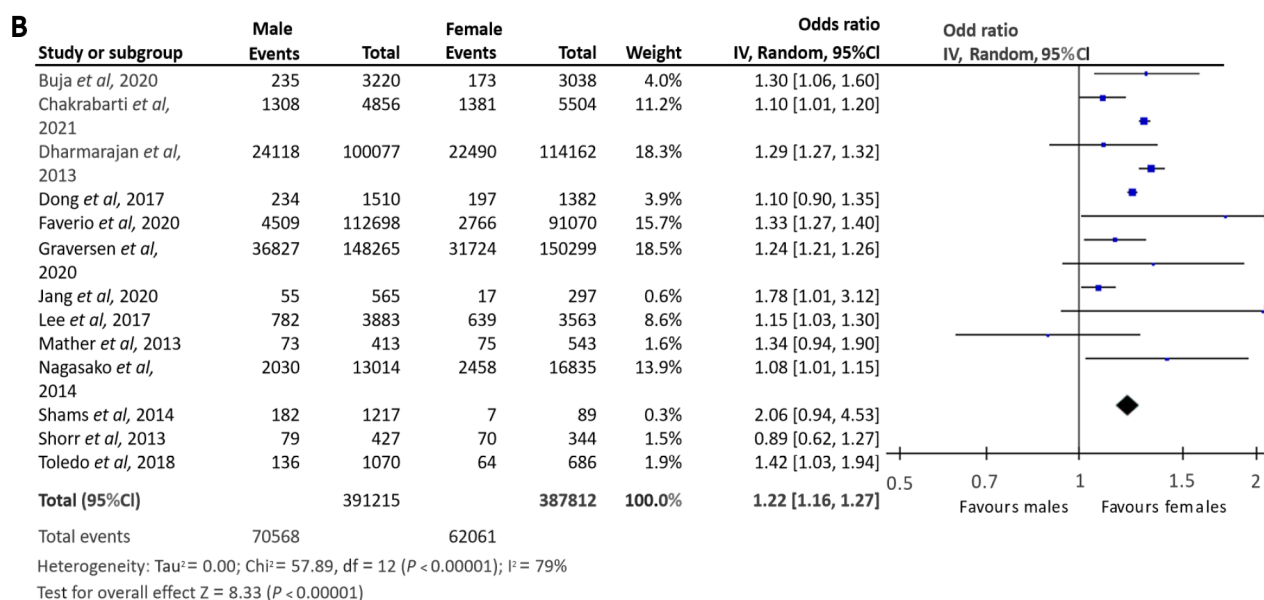 B
Male Female Odds ratio Odd ratio
Study or subgroup Events Total Events Total Weight IV, Random, 95%CI IV, Random, 95%CI
Buja et al, 2020 235 3220 173 3038 4.0% 1.30 [1.06, 1.60]
Chakrabarti et al, 1308 4856 1381 5504 11.2% 1.10 [1.01, 1.20]
2021
Dharmarajan et al, 24118 100077 22490 114162 18.3% 1.29 [1.27, 1.32]
2013
Dong et al, 2017 234 1510 197 1382 3.9% 1.10 [0.90, 1.35]
Faverio et al, 2020 4509 112698 2766 91070 15.7% 1.33 [1.27, 1.40]
Graversen et al, 36827 148265 31724 150299 18.5% 1.24 [1.21, 1.26]
2020
Jang et al, 2020 55 565 17 297 0.6% 1.78 [1.01, 3.12]
Lee et al, 2017 782 3883 639 3563 8.6% 1.15 [1.03, 1.30]
Mather et al, 2013 73 413 75 543 1.6% 1.34 [0.94, 1.90]
Nagasako et al, 2030 13014 2458 16835 13.9% 1.08 [1.01, 1.15]
2014
Shams et al, 2014 182 1217 7 89 0.3% 2.06 [0.94, 4.53]
Shorr et al, 2013 79 427 70 344 1.5% 0.89 [0.62, 1.27]
Toledo et al, 2018 136 1070 64 686 1.9% 1.42 [1.03, 1.94]
0.5 0.7 1 1.5 2
Total (95%CI) 391215 387812 100.0% 1.22 [1.16, 1.27]
Favours males Favours females
Total events 70568 62061
Heterogeneity: Tau² = 0.00; Chi² = 57.89, df = 12 (P < 0.00001); I² = 79%
Test for overall effect Z = 8.33 (P < 0.00001)